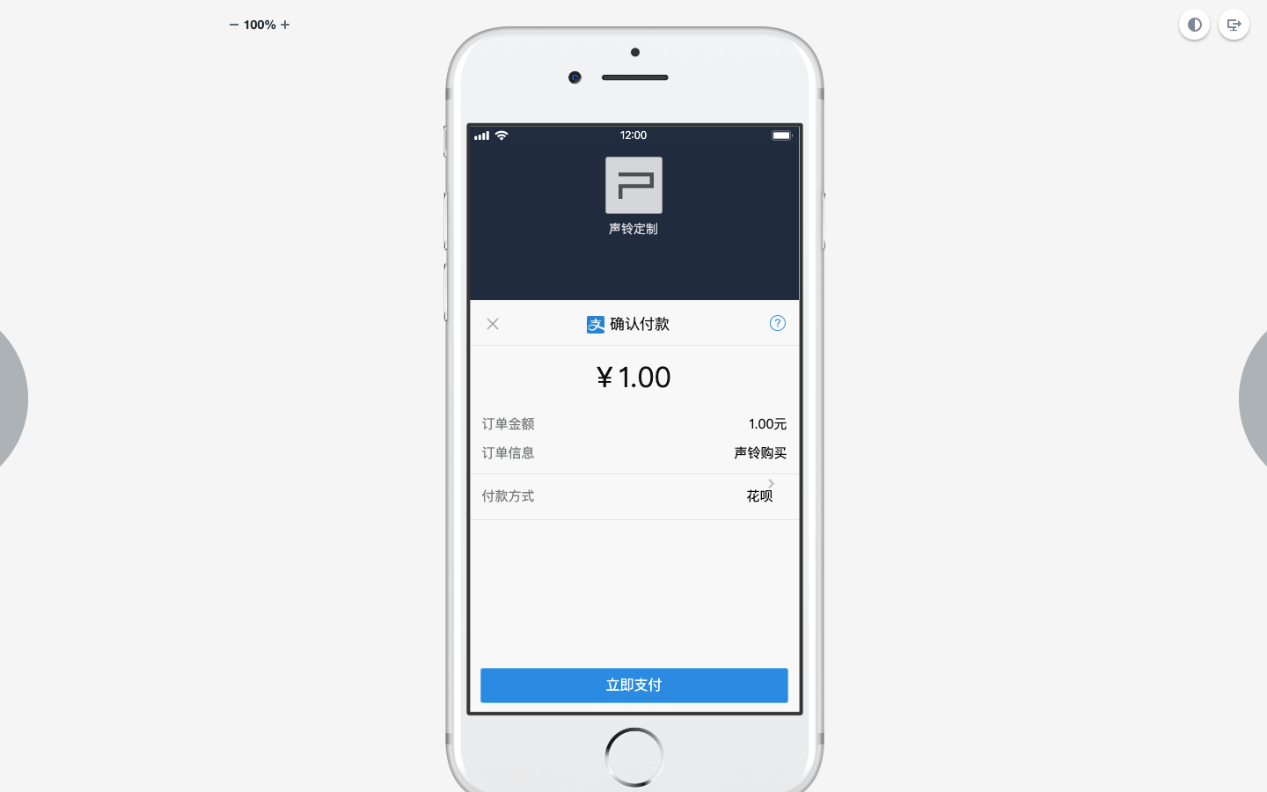 − 100% +
12:00
声铃定制
支 确认付款 ?
¥1.00
订单金额 1.00元
订单信息 声铃购买
付款方式 花呗
立即支付